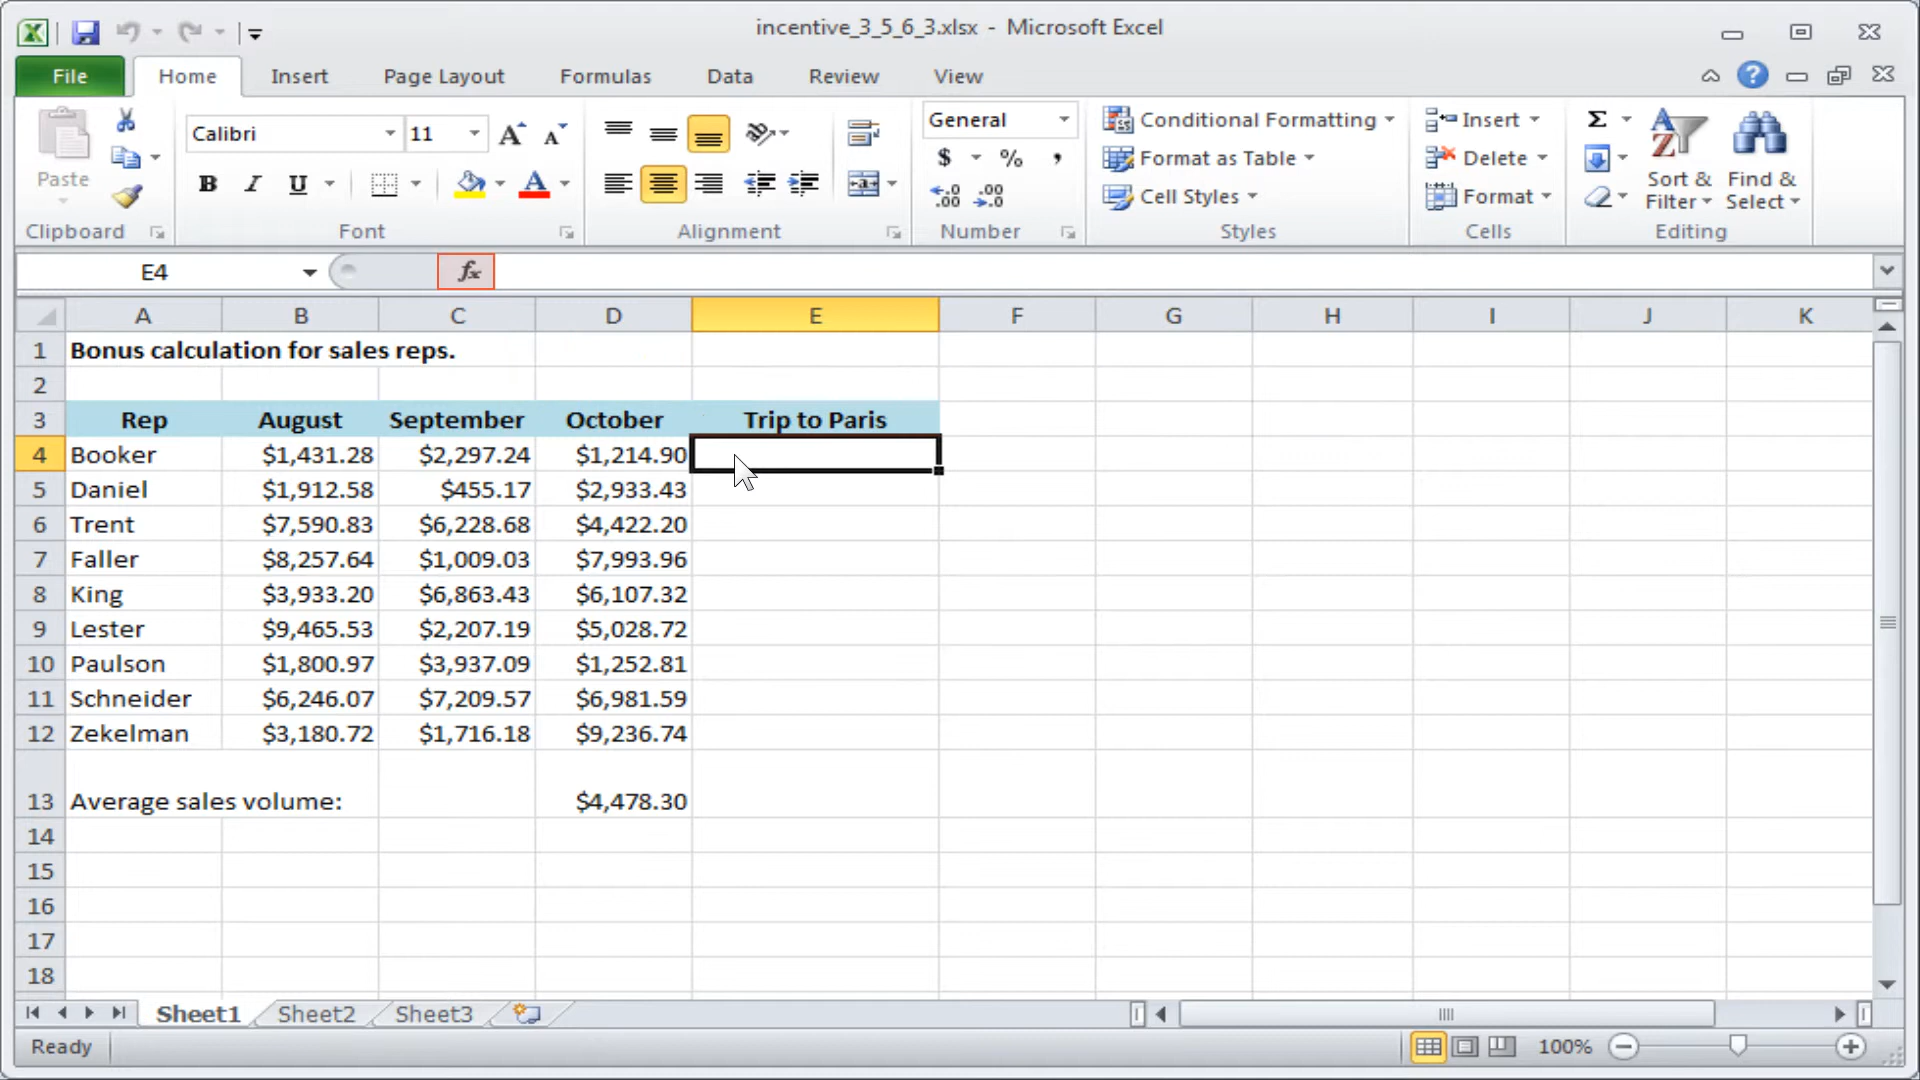 incentive_3_5_6_3.xlsx - Microsoft Excel
File Home Insert Page Layout Formulas Data Review View
Calibri 11 General Conditional Formatting Insert
Format as Table Delete
Paste Cell Styles Format Sort & Filter Find & Select
Clipboard Font Alignment Number Styles Cells Editing
E4 fx
A B C D E F G H I J K
1 Bonus calculation for sales reps.
2
3 Rep August September October Trip to Paris
4 Booker $1,431.28 $2,297.24 $1,214.90
5 Daniel $1,912.58 $455.17 $2,933.43
6 Trent $7,590.83 $6,228.68 $4,422.20
7 Faller $8,257.64 $1,009.03 $7,993.96
8 King $3,933.20 $6,863.43 $6,107.32
9 Lester $9,465.53 $2,207.19 $5,028.72
10 Paulson $1,800.97 $3,937.09 $1,252.81
11 Schneider $6,246.07 $7,209.57 $6,981.59
12 Zekelman $3,180.72 $1,716.18 $9,236.74
13 Average sales volume: $4,478.30
14
15
16
17
18
Sheet1 Sheet2 Sheet3
Ready 100%